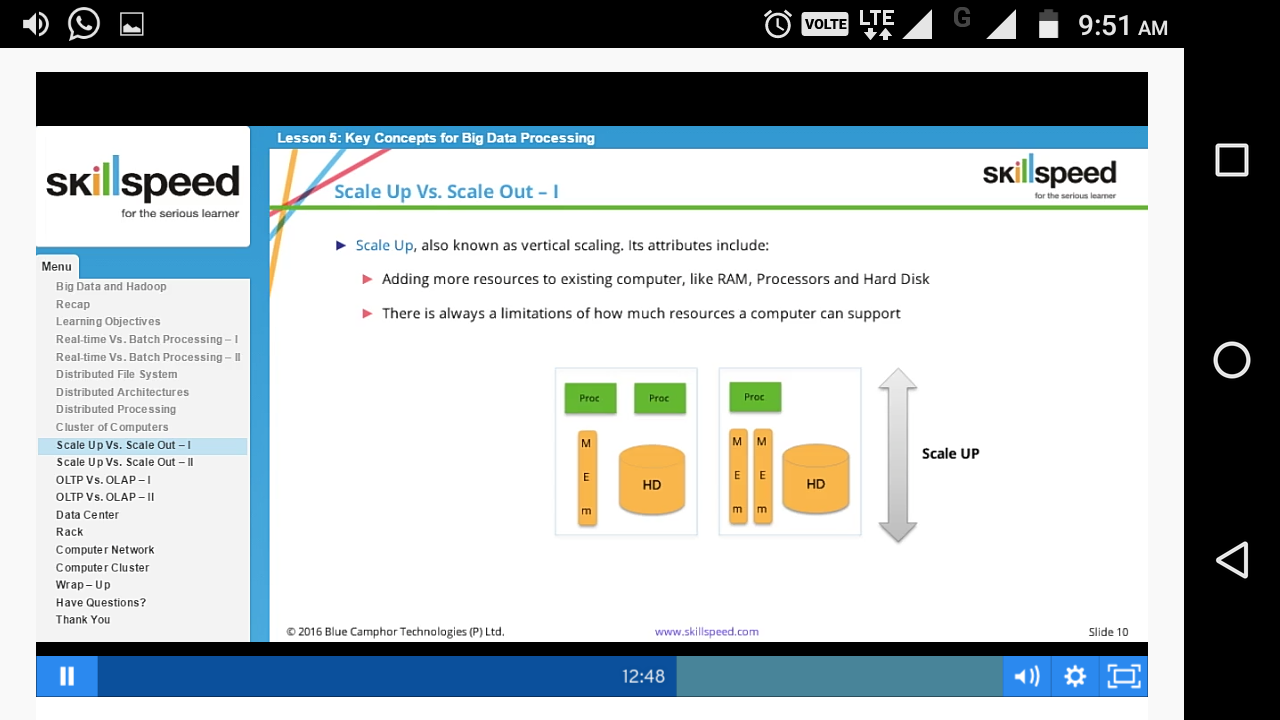 VOLTE LTE G 9:51 AM
skillspeed
for the serious learner
Menu
Big Data and Hadoop
Recap
Learning Objectives
Real-time Vs. Batch Processing – I
Real-time Vs. Batch Processing – II
Distributed File System
Distributed Architectures
Distributed Processing
Cluster of Computers
Scale Up Vs. Scale Out – I
Scale Up Vs. Scale Out – II
OLTP Vs. OLAP – I
OLTP Vs. OLAP – II
Data Center
Rack
Computer Network
Computer Cluster
Wrap – Up
Have Questions?
Thank You
Lesson 5: Key Concepts for Big Data Processing
Scale Up Vs. Scale Out – I
skillspeed
for the serious learner
Scale Up, also known as vertical scaling. Its attributes include:
Adding more resources to existing computer, like RAM, Processors and Hard Disk
There is always a limitations of how much resources a computer can support
Proc Proc
M
E
m
HD
Proc
M M
E E
m m
HD
Scale UP
© 2016 Blue Camphor Technologies (P) Ltd. www.skillspeed.com Slide 10
12:48